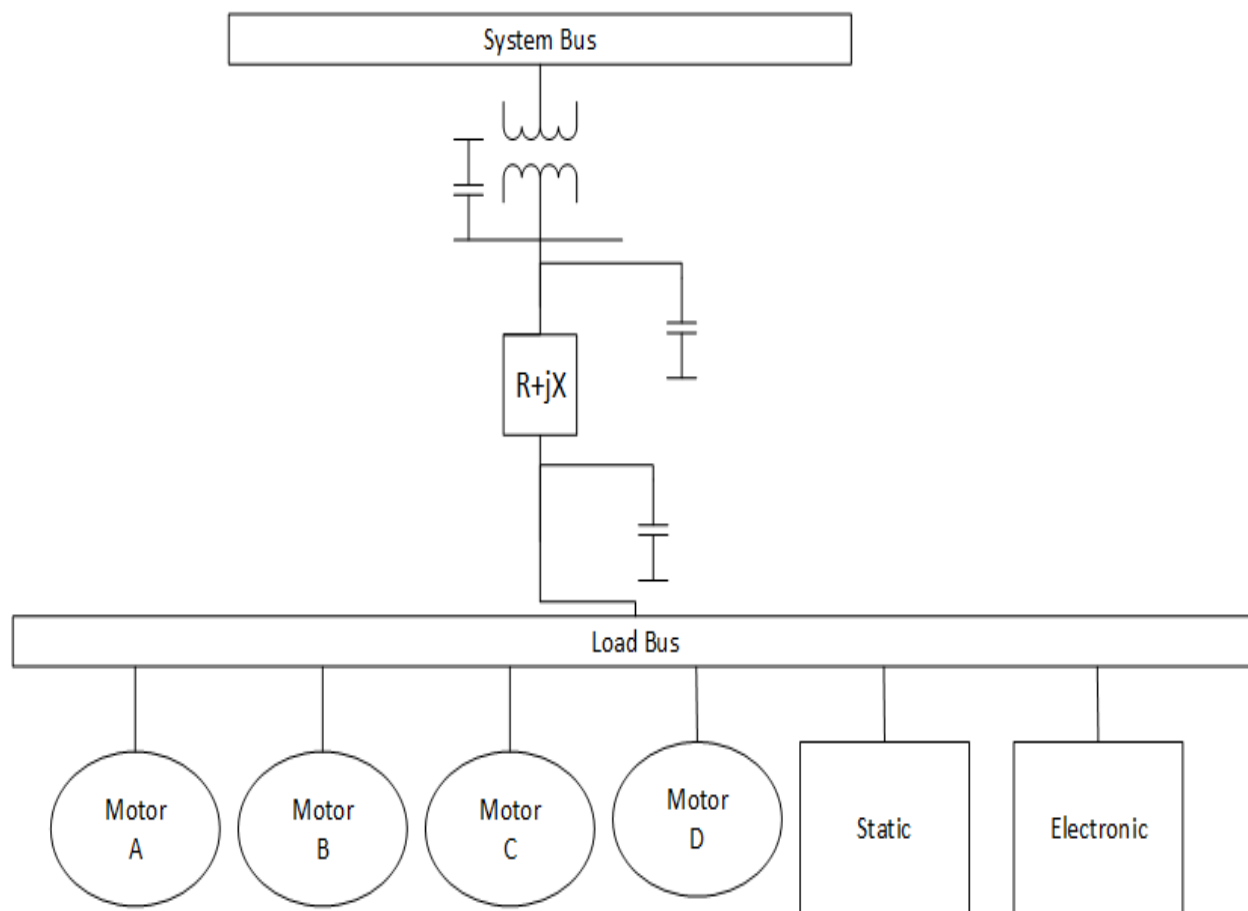 System Bus
R+jX
Load Bus
Motor
A
Motor
B
Motor
C
Motor
D
Static
Electronic